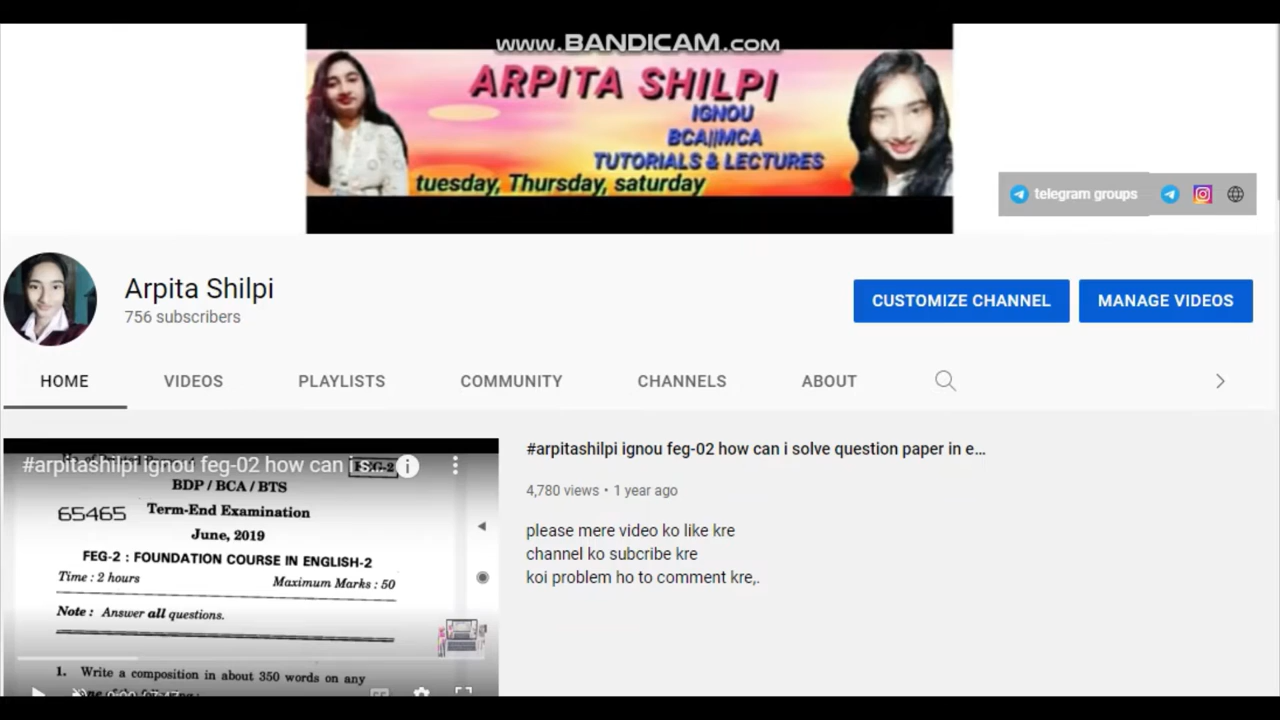 www.BANDICAM.com
ARPITA SHILPI
IGNOU
BCA||MCA
TUTORIALS & LECTURES
tuesday, Thursday, saturday
telegram groups
Arpita Shilpi
756 subscribers
CUSTOMIZE CHANNEL
MANAGE VIDEOS
HOME
VIDEOS
PLAYLISTS
COMMUNITY
CHANNELS
ABOUT
#arpitashilpi ignou feg-02 how can i s...
FEG-2
BDP / BCA / BTS
65465
Term-End Examination
June, 2019
FEG-2 : FOUNDATION COURSE IN ENGLISH-2
Time : 2 hours
Maximum Marks : 50
Note : Answer all questions.
1. Write a composition in about 350 words on any
#arpitashilpi ignou feg-02 how can i solve question paper in e...
4,780 views • 1 year ago
please mere video ko like kre
channel ko subcribe kre
koi problem ho to comment kre,.